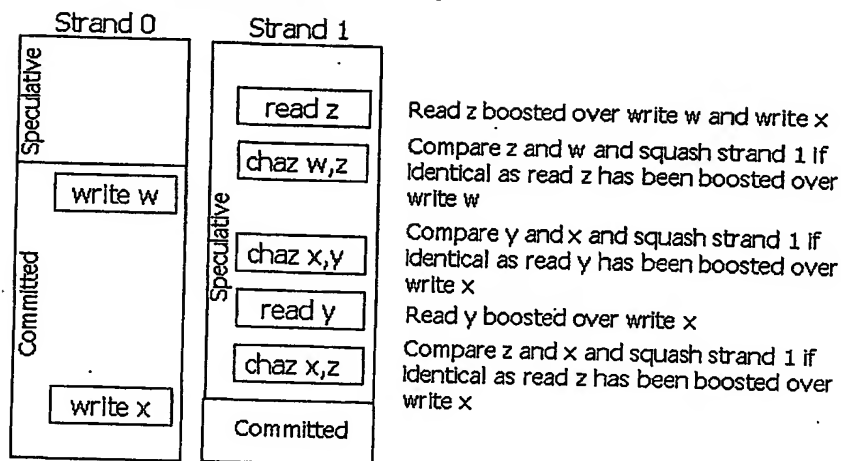 Strand 0
Strand 1
Speculative
read z
Read z boosted over write w and write x
chaz w,z
Compare z and w and squash strand 1 if
identical as read z has been boosted over
write w
write w
Committed
Speculative
chaz x,y
Compare y and x and squash strand 1 if
identical as read y has been boosted over
write x
read y
Read y boosted over write x
chaz x,z
Compare z and x and squash strand 1 if
identical as read z has been boosted over
write x
write x
Committed